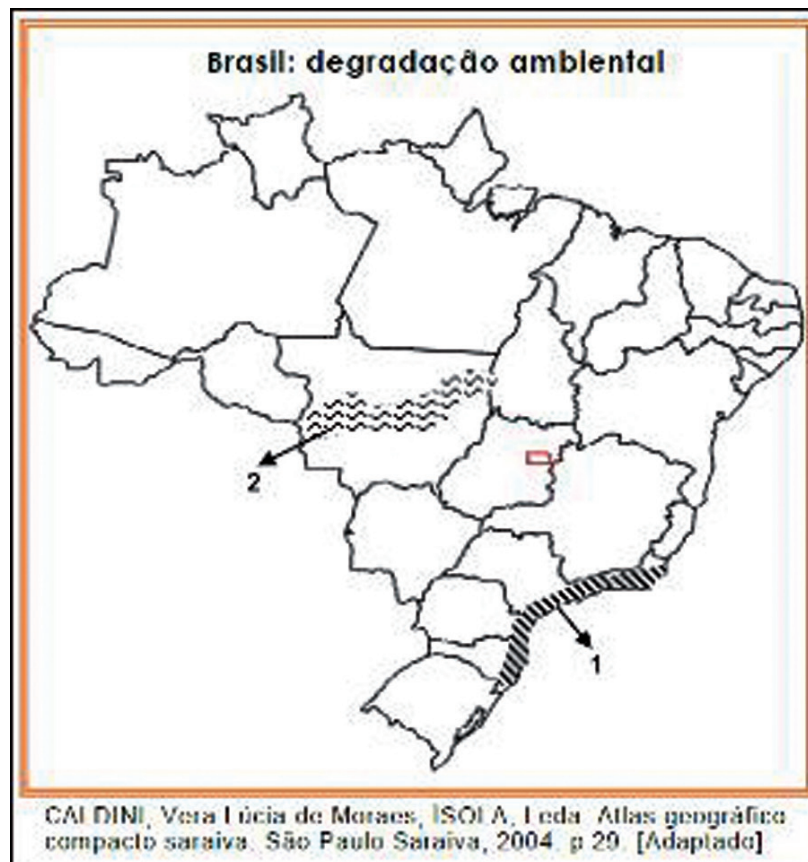 Brasil: degradação ambiental
2
1
CALDINI, Vera Lúcia de Moraes, ISOLA, Leda. Atlas geográfico
compacto saraiva. São Paulo Saraiva, 2004. p 29. [Adaptado]